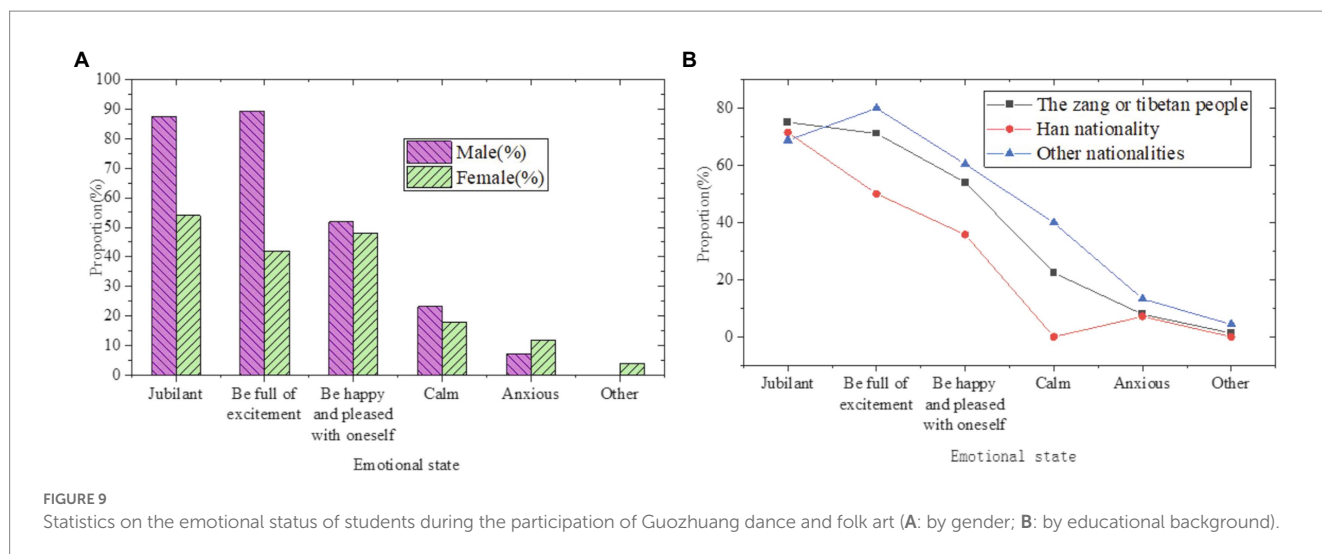 A
100
90
80
70
60
50
40
30
20
10
0
Proportion(%)
Male(%)
Female(%)
Jubilant
Be full of
excitement
Be happy
and pleased
with oneself
Calm
Anxious
Other
Emotional state
B
80
60
40
20
0
Proportion(%)
The zang or tibetan people
Han nationality
Other nationalities
Jubilant
Be full of
excitement
Be happy
and pleased
with oneself
Calm
Anxious
Other
Emotional state
FIGURE 9
Statistics on the emotional status of students during the participation of Guozhuang dance and folk art (A: by gender; B: by educational background).